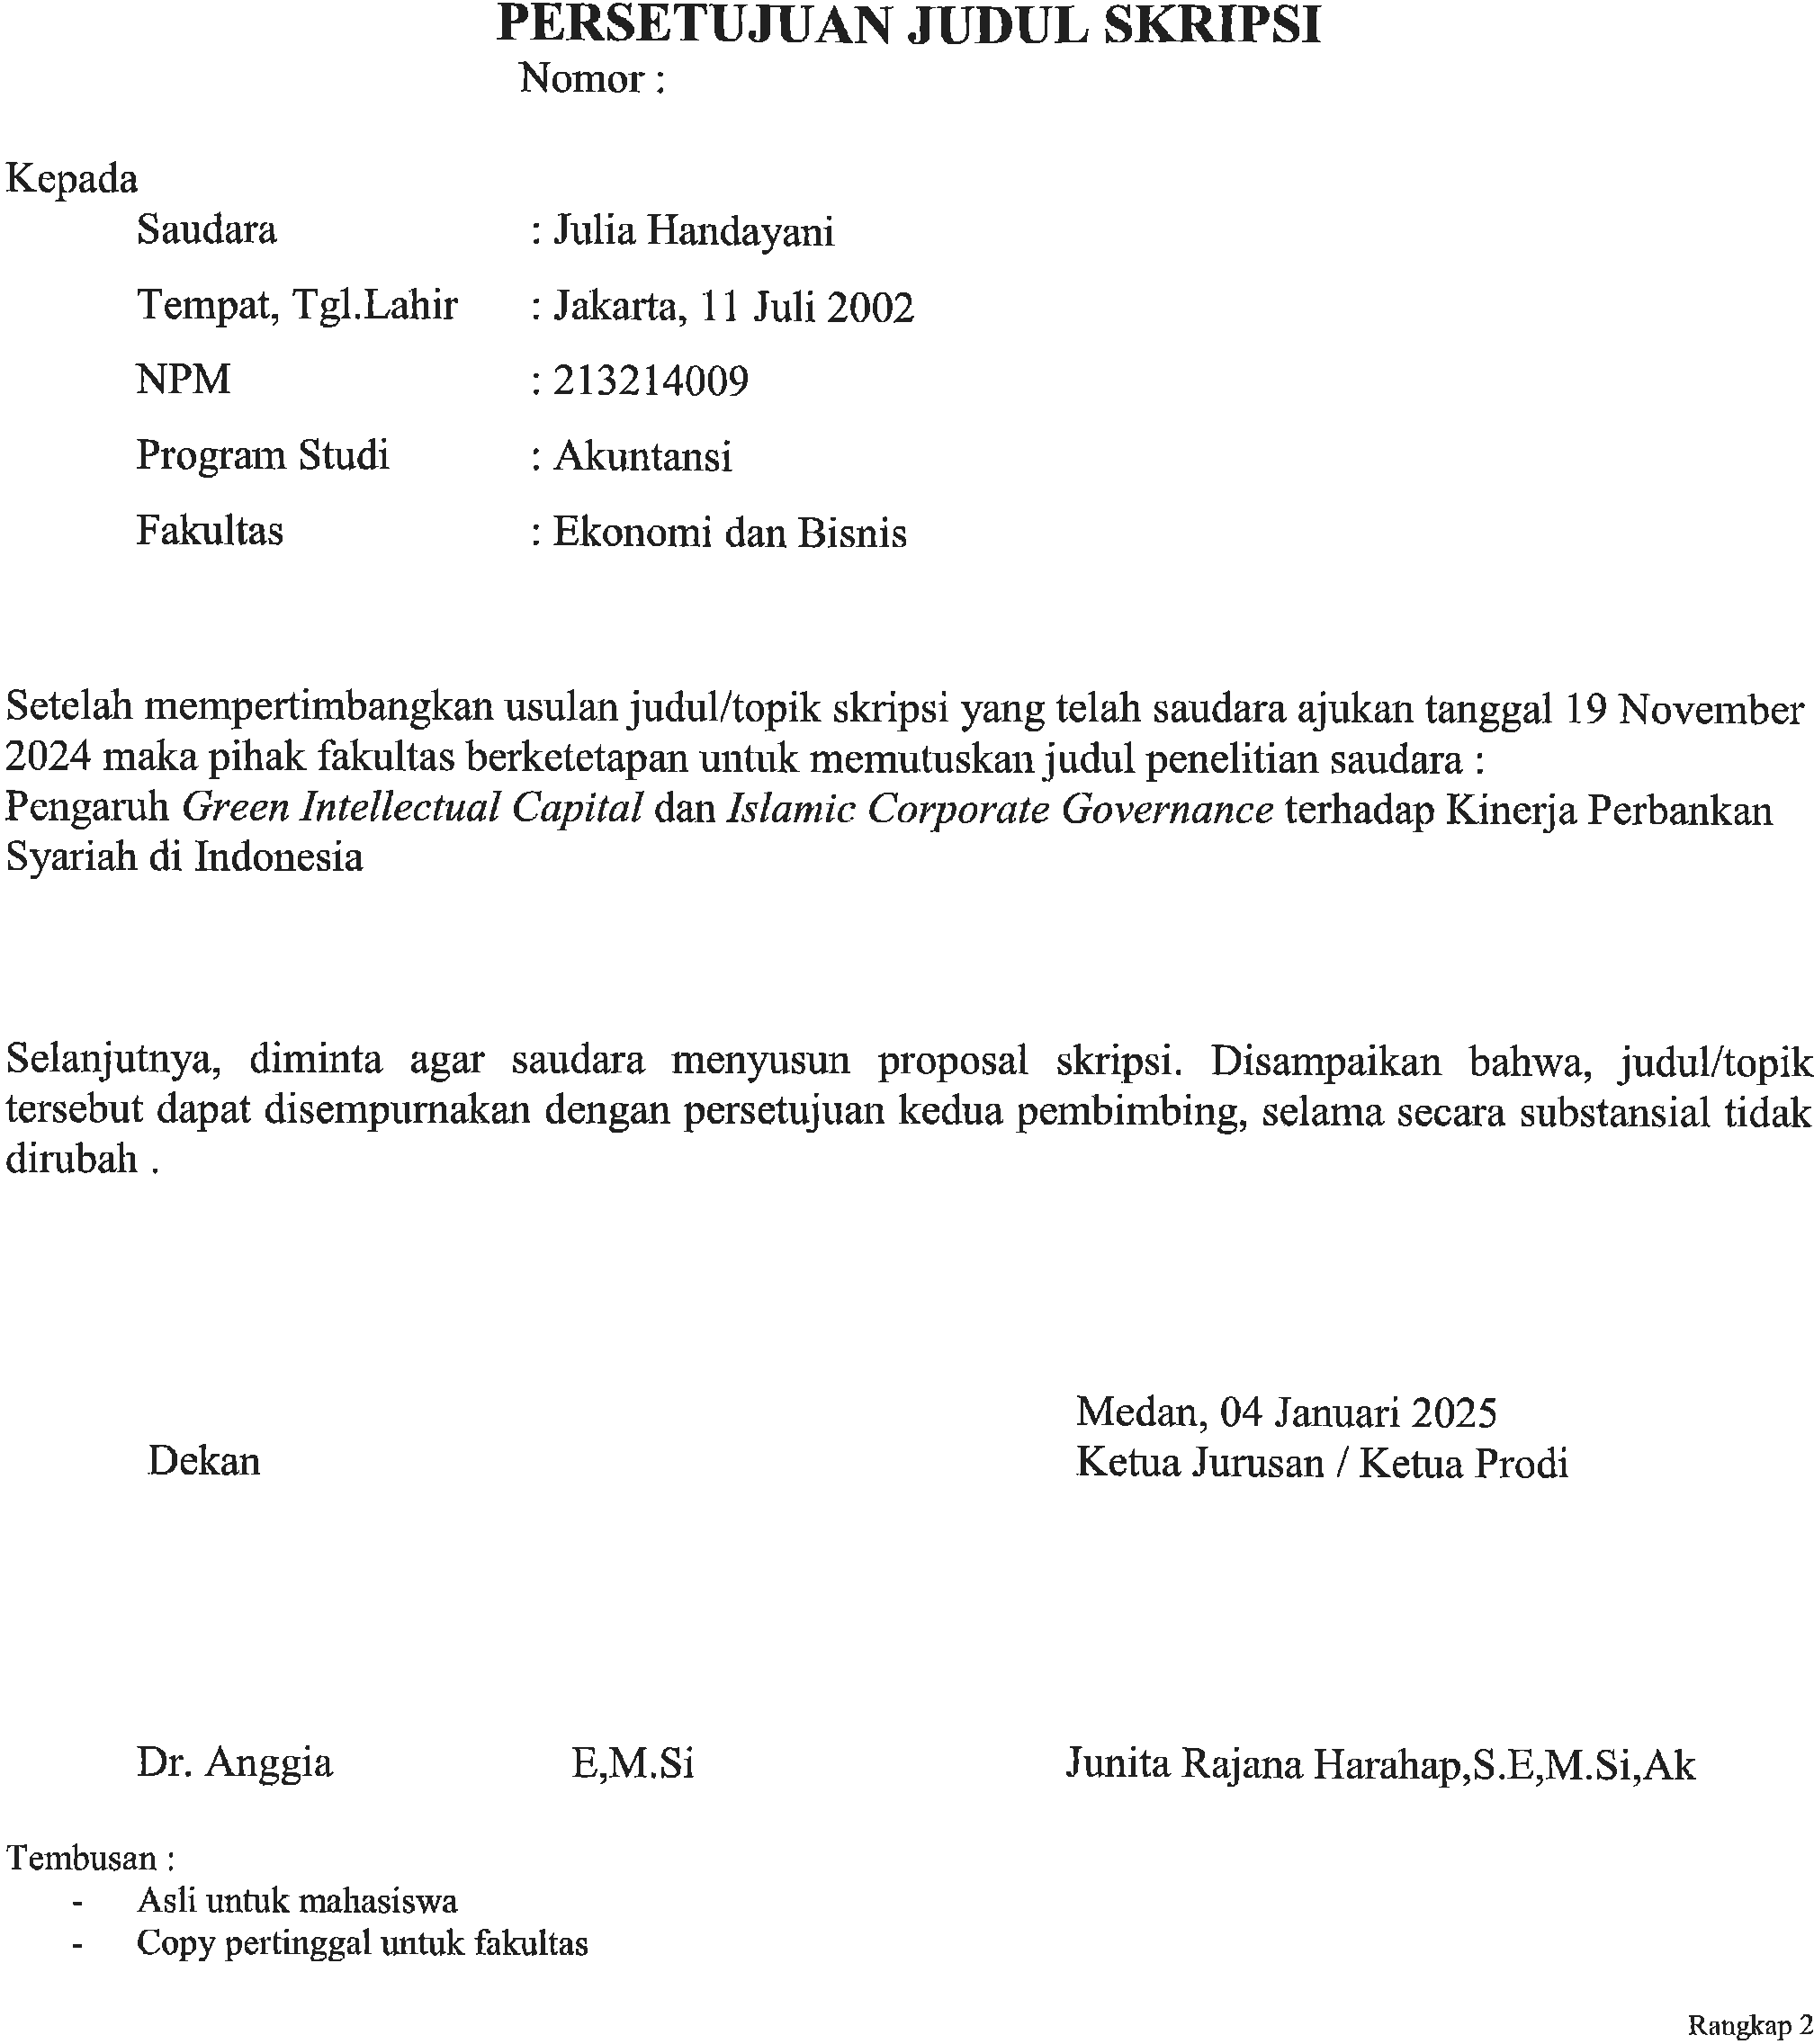 PERSETUJUAN JUDUL SKRIPSI
Nomor :
Kepada
Saudara : Julia Handayani
Tempat, Tgl.Lahir : Jakarta, 11 Juli 2002
NPM : 213214009
Program Studi : Akuntansi
Fakultas : Ekonomi dan Bisnis
Setelah mempertimbangkan usulan judul/topik skripsi yang telah saudara ajukan tanggal 19 November
2024 maka pihak fakultas berketetapan untuk memutuskan judul penelitian saudara :
Pengaruh Green Intellectual Capital dan Islamic Corporate Governance terhadap Kinerja Perbankan
Syariah di Indonesia
Selanjutnya, diminta agar saudara menyusun proposal skripsi. Disampaikan bahwa, judul/topik
tersebut dapat disempurnakan dengan persetujuan kedua pembimbing, selama secara substansial tidak
dirubah .
Medan, 04 Januari 2025
Dekan Ketua Jurusan / Ketua Prodi
Dr. Anggia E,M.Si Junita Rajana Harahap,S.E,M.Si,Ak
Tembusan :
- Asli untuk mahasiswa
- Copy pertinggal untuk fakultas
Rangkap 2